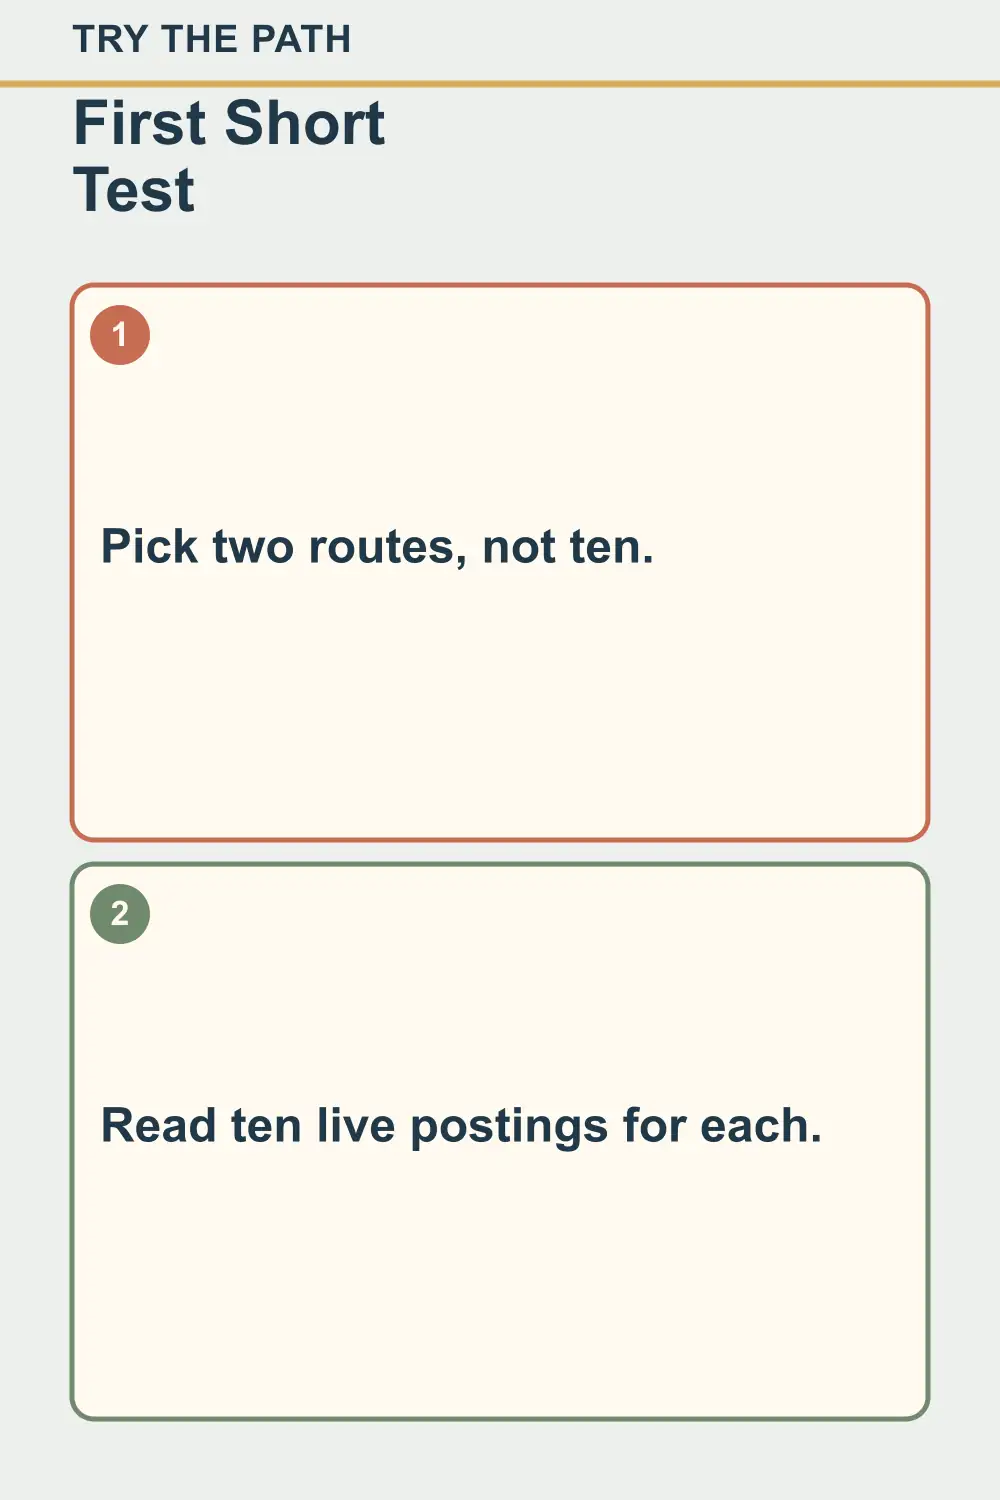 TRY THE PATH
First Short
Test
1
Pick two routes, not ten.
2
Read ten live postings for each.